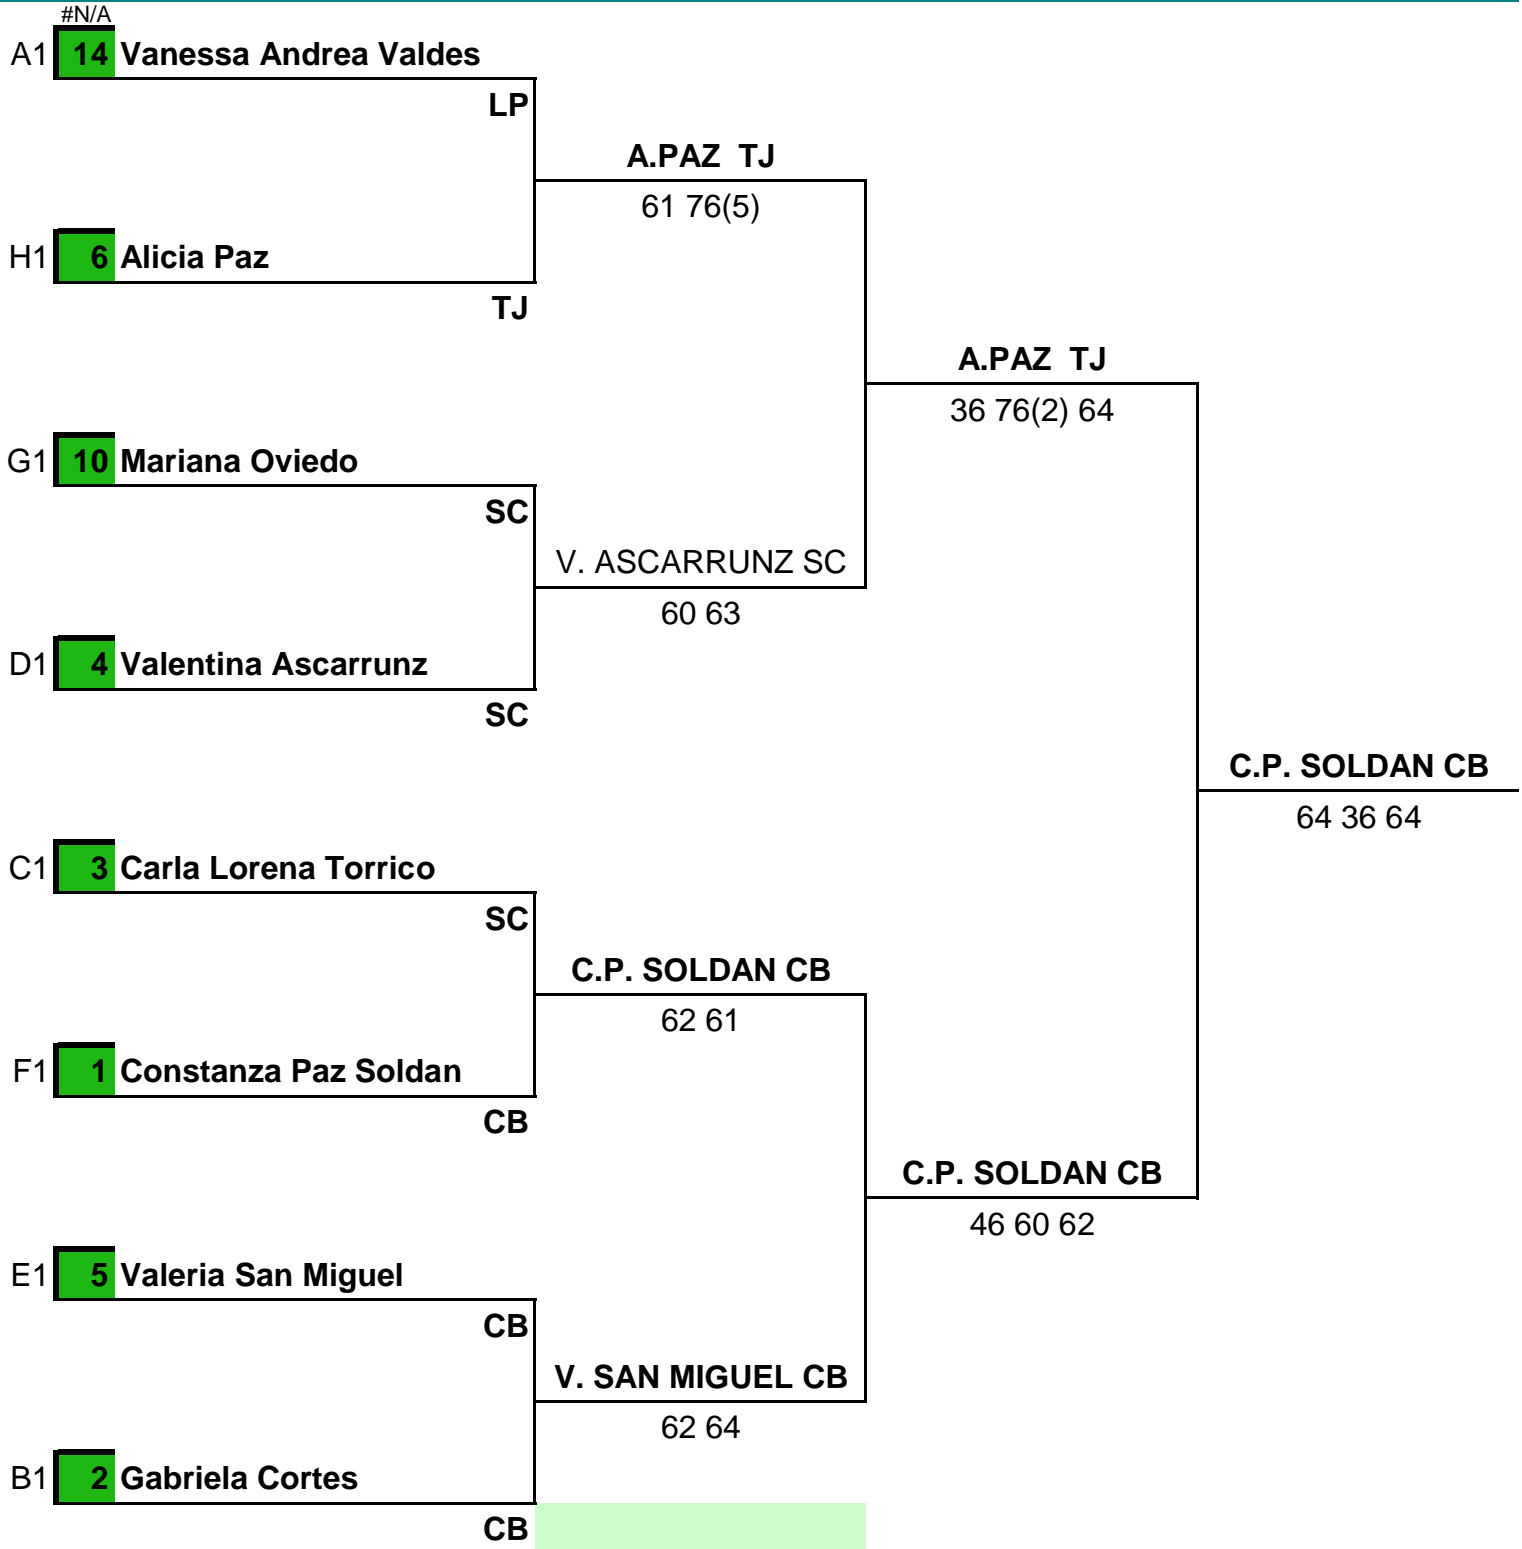 #N/A
A1 14 Vanessa Andrea Valdes
LP
A.PAZ TJ
61 76(5)
H1 6 Alicia Paz
TJ
A.PAZ TJ
36 76(2) 64
G1 10 Mariana Oviedo
SC
V. ASCARRUNZ SC
60 63
D1 4 Valentina Ascarrunz
SC
C.P. SOLDAN CB
64 36 64
C1 3 Carla Lorena Torrico
SC
C.P. SOLDAN CB
62 61
F1 1 Constanza Paz Soldan
CB
C.P. SOLDAN CB
46 60 62
E1 5 Valeria San Miguel
CB
V. SAN MIGUEL CB
62 64
B1 2 Gabriela Cortes
CB